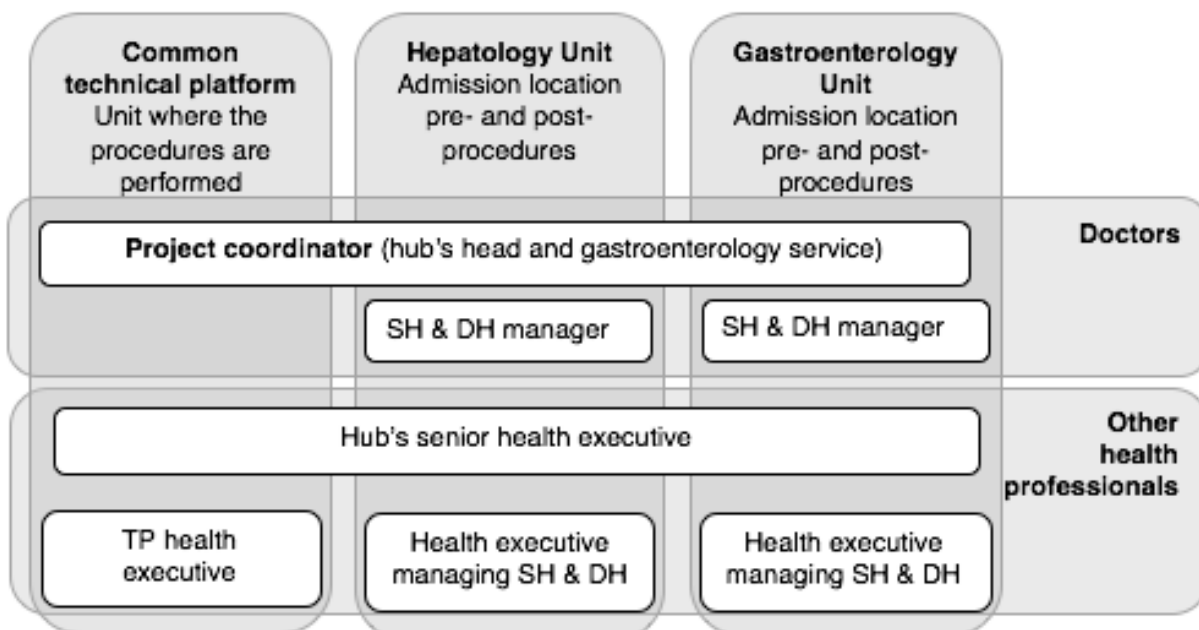 Common
technical platform
Unit where the
procedures are
performed
Hepatology Unit
Admission location
pre- and post-
procedures
Gastroenterology
Unit
Admission location
pre- and post-
procedures
Doctors
Project coordinator (hub's head and gastroenterology service)
SH & DH manager
SH & DH manager
Other
health
professionals
Hub's senior health executive
TP health
executive
Health executive
managing SH & DH
Health executive
managing SH & DH